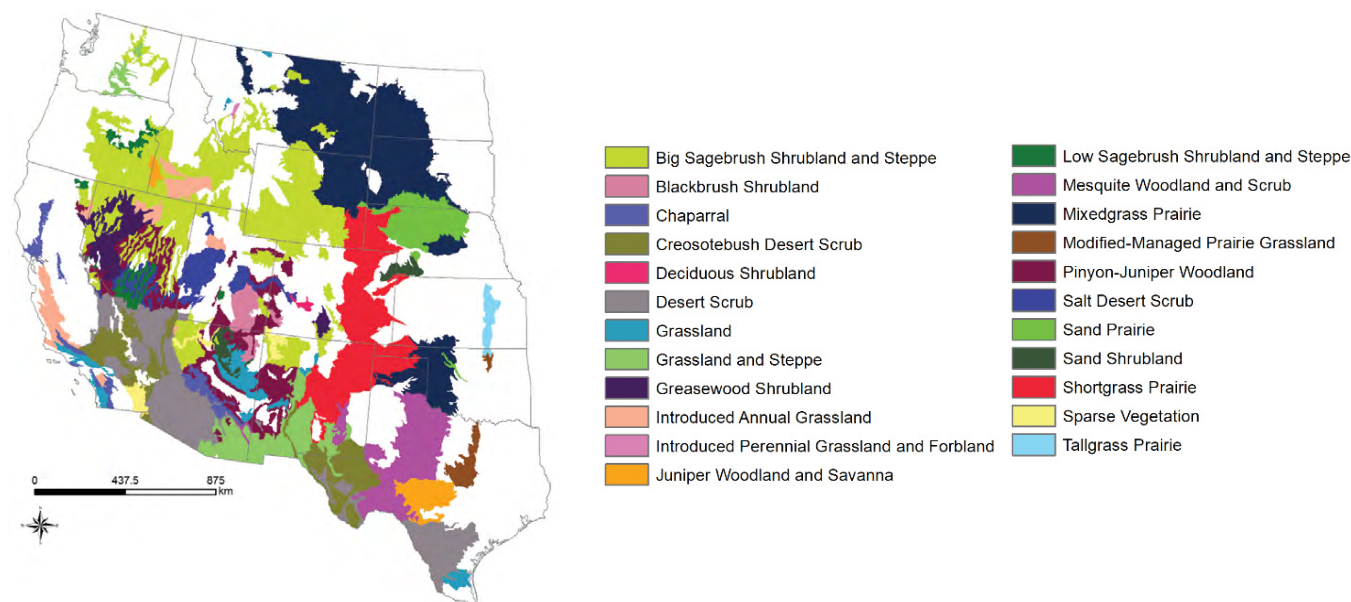 0 437.5 875
km
Big Sagebrush Shrubland and Steppe
Blackbrush Shrubland
Chaparral
Creosotebush Desert Scrub
Deciduous Shrubland
Desert Scrub
Grassland
Grassland and Steppe
Greasewood Shrubland
Introduced Annual Grassland
Introduced Perennial Grassland and Forbland
Juniper Woodland and Savanna
Low Sagebrush Shrubland and Steppe
Mesquite Woodland and Scrub
Mixedgrass Prairie
Modified-Managed Prairie Grassland
Pinyon-Juniper Woodland
Salt Desert Scrub
Sand Prairie
Sand Shrubland
Shortgrass Prairie
Sparse Vegetation
Tallgrass Prairie